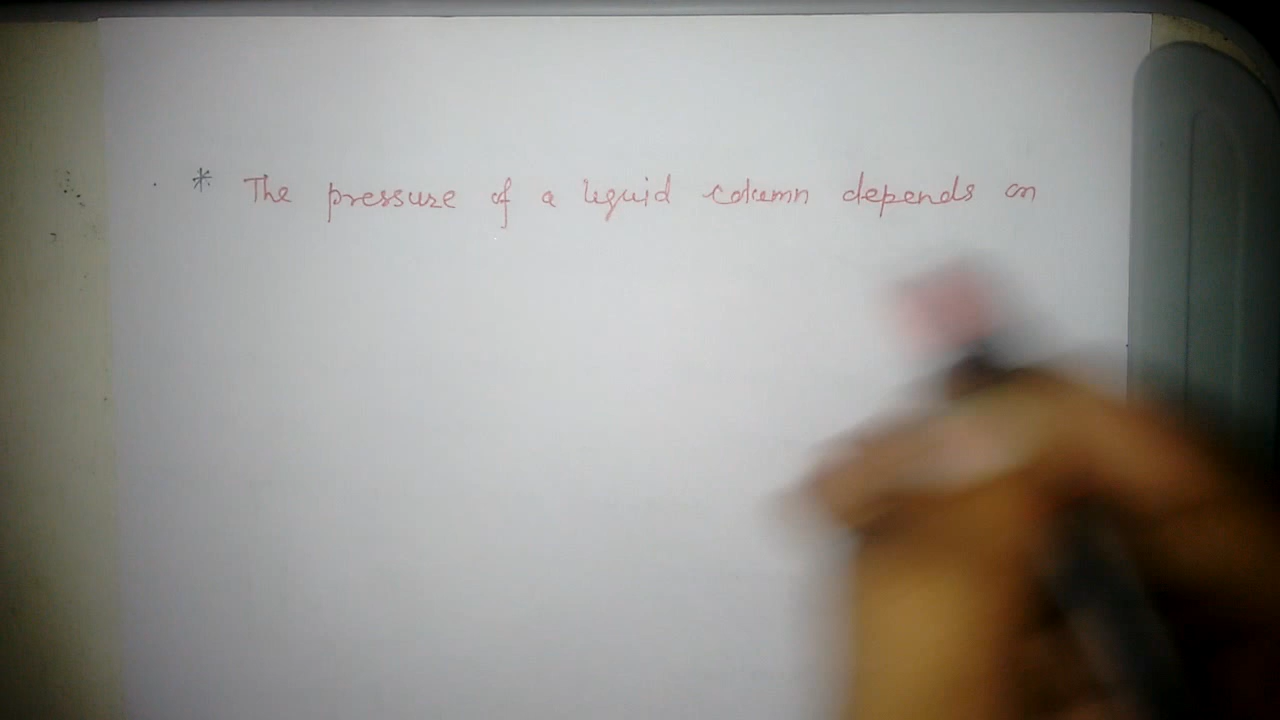 * The pressure of a liquid column depends on